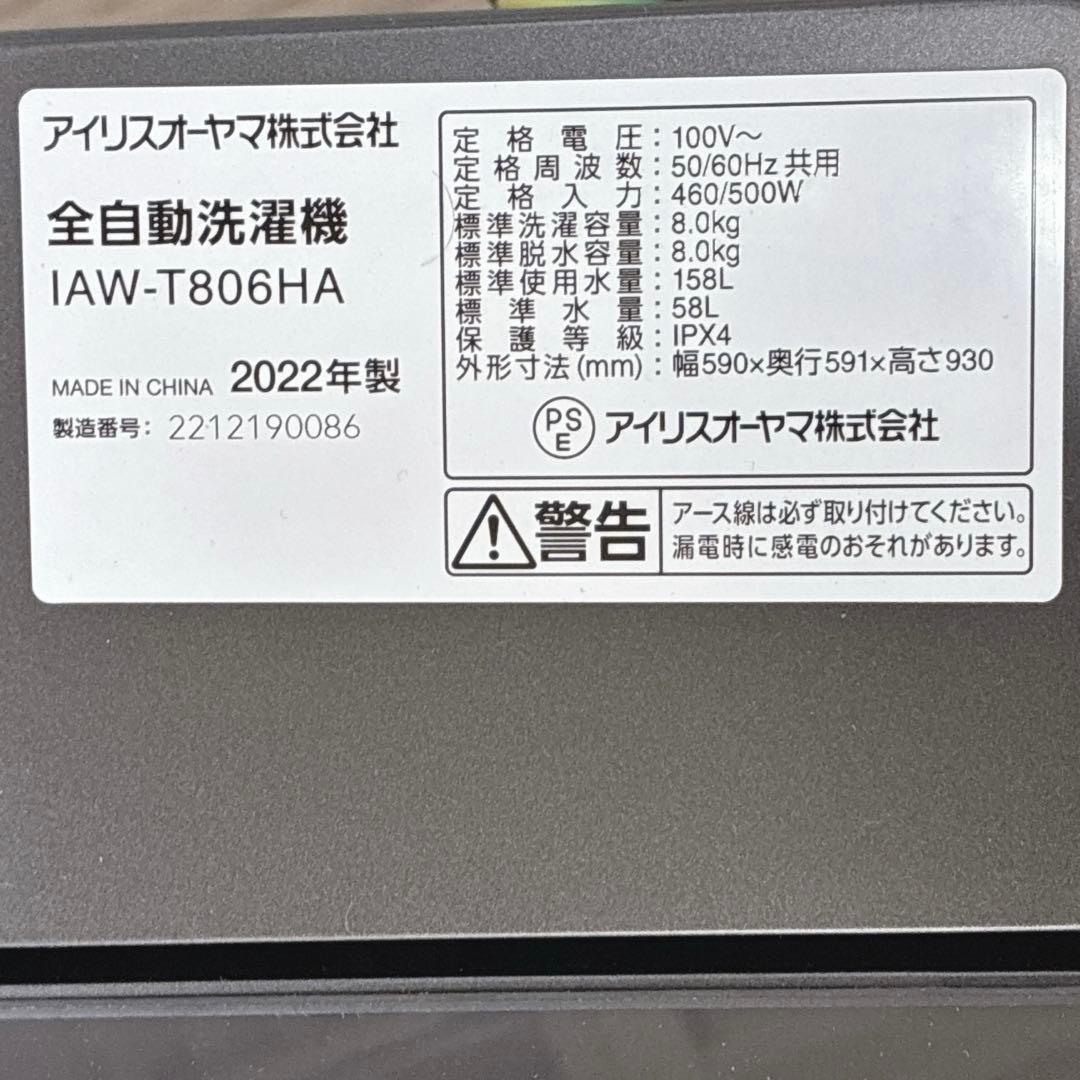 アイリスオーヤマ株式会社
全自動洗濯機
IAW-T806HA
MADE IN CHINA 2022年製
製造番号: 2212190086
定格電圧:100V～
定格周波数:50/60Hz共用
定格入力:460/500W
標準洗濯容量:8.0kg
標準脱水容量:8.0kg
標準使用水量:158L
標準水量:58L
保護等級:IPX4
外形寸法(mm):幅590×奥行591×高さ930
PSE アイリスオーヤマ株式会社
警告
アース線は必ず取り付けてください。
漏電時に感電のおそれがあります。